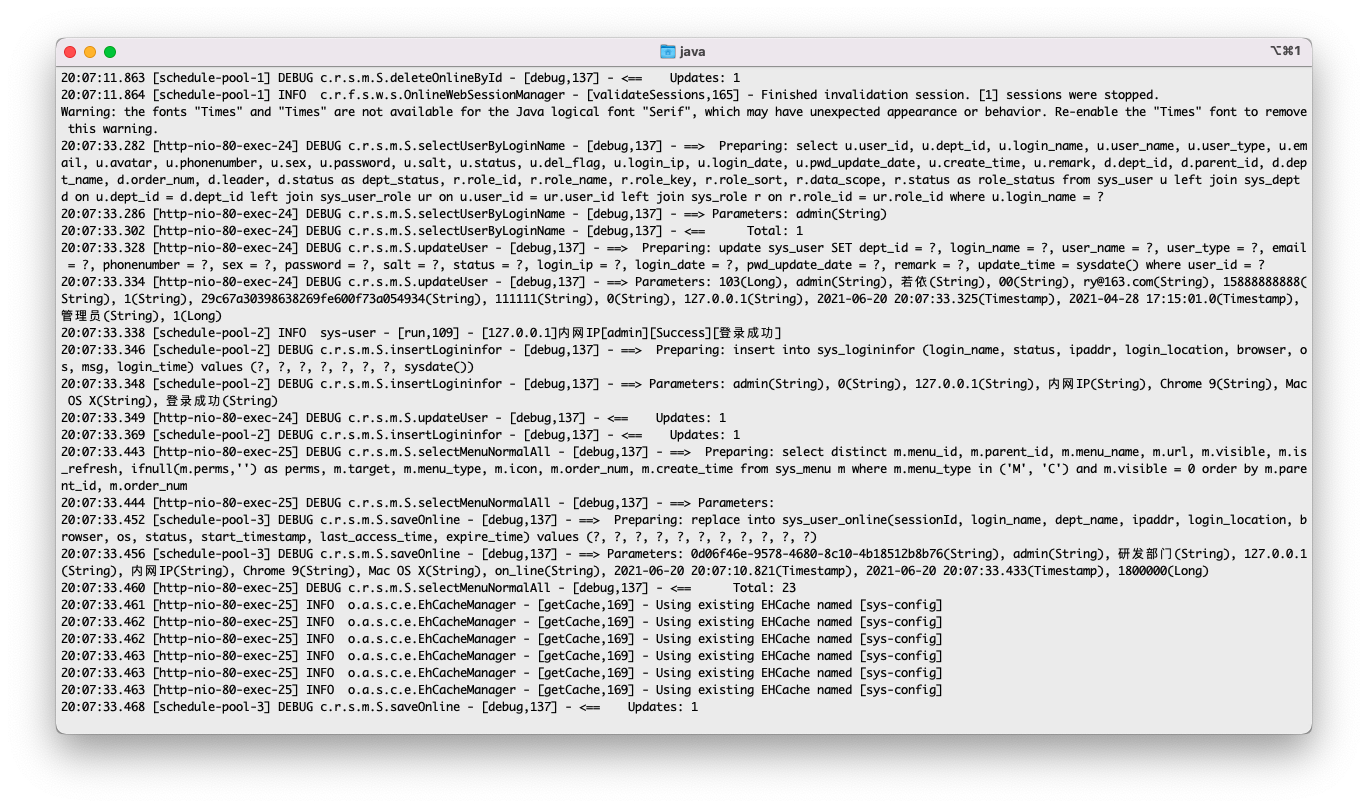 java
⌥⌘1
20:07:11.863 [schedule-pool-1] DEBUG c.r.s.m.S.deleteOnlineById - [debug,137] - <==    Updates: 1
20:07:11.864 [schedule-pool-1] INFO  c.r.f.s.w.s.OnlineWebSessionManager - [validateSessions,165] - Finished invalidation session. [1] sessions were stopped.
Warning: the fonts "Times" and "Times" are not available for the Java logical font "Serif", which may have unexpected appearance or behavior. Re-enable the "Times" font to remove
 this warning.
20:07:33.282 [http-nio-80-exec-24] DEBUG c.r.s.m.S.selectUserByLoginName - [debug,137] - ==>  Preparing: select u.user_id, u.dept_id, u.login_name, u.user_name, u.user_type, u.em
ail, u.avatar, u.phonenumber, u.sex, u.password, u.salt, u.status, u.del_flag, u.login_ip, u.login_date, u.pwd_update_date, u.create_time, u.remark, d.dept_id, d.parent_id, d.dep
t_name, d.order_num, d.leader, d.status as dept_status, r.role_id, r.role_name, r.role_key, r.role_sort, r.data_scope, r.status as role_status from sys_user u left join sys_dept
d on u.dept_id = d.dept_id left join sys_user_role ur on u.user_id = ur.user_id left join sys_role r on r.role_id = ur.role_id where u.login_name = ?
20:07:33.286 [http-nio-80-exec-24] DEBUG c.r.s.m.S.selectUserByLoginName - [debug,137] - ==> Parameters: admin(String)
20:07:33.302 [http-nio-80-exec-24] DEBUG c.r.s.m.S.selectUserByLoginName - [debug,137] - <==      Total: 1
20:07:33.328 [http-nio-80-exec-24] DEBUG c.r.s.m.S.updateUser - [debug,137] - ==>  Preparing: update sys_user SET dept_id = ?, login_name = ?, user_name = ?, user_type = ?, email
 = ?, phonenumber = ?, sex = ?, password = ?, salt = ?, status = ?, login_ip = ?, login_date = ?, pwd_update_date = ?, remark = ?, update_time = sysdate() where user_id = ?
20:07:33.334 [http-nio-80-exec-24] DEBUG c.r.s.m.S.updateUser - [debug,137] - ==> Parameters: 103(Long), admin(String), 若依(String), 00(String), ry@163.com(String), 15888888888(
String), 1(String), 29c67a30398638269fe600f73a054934(String), 111111(String), 0(String), 127.0.0.1(String), 2021-06-20 20:07:33.325(Timestamp), 2021-04-28 17:15:01.0(Timestamp),
管理员(String), 1(Long)
20:07:33.338 [schedule-pool-2] INFO  sys-user - [run,109] - [127.0.0.1]内网IP[admin][Success][登录成功]
20:07:33.346 [schedule-pool-2] DEBUG c.r.s.m.S.insertLogininfor - [debug,137] - ==>  Preparing: insert into sys_logininfor (login_name, status, ipaddr, login_location, browser, o
s, msg, login_time) values (?, ?, ?, ?, ?, ?, ?, sysdate())
20:07:33.348 [schedule-pool-2] DEBUG c.r.s.m.S.insertLogininfor - [debug,137] - ==> Parameters: admin(String), 0(String), 127.0.0.1(String), 内网IP(String), Chrome 9(String), Mac
 OS X(String), 登录成功(String)
20:07:33.349 [http-nio-80-exec-24] DEBUG c.r.s.m.S.updateUser - [debug,137] - <==    Updates: 1
20:07:33.369 [schedule-pool-2] DEBUG c.r.s.m.S.insertLogininfor - [debug,137] - <==    Updates: 1
20:07:33.443 [http-nio-80-exec-25] DEBUG c.r.s.m.S.selectMenuNormalAll - [debug,137] - ==>  Preparing: select distinct m.menu_id, m.parent_id, m.menu_name, m.url, m.visible, m.is
_refresh, ifnull(m.perms,'') as perms, m.target, m.menu_type, m.icon, m.order_num, m.create_time from sys_menu m where m.menu_type in ('M', 'C') and m.visible = 0 order by m.pare
nt_id, m.order_num
20:07:33.444 [http-nio-80-exec-25] DEBUG c.r.s.m.S.selectMenuNormalAll - [debug,137] - ==> Parameters:
20:07:33.452 [schedule-pool-3] DEBUG c.r.s.m.S.saveOnline - [debug,137] - ==>  Preparing: replace into sys_user_online(sessionId, login_name, dept_name, ipaddr, login_location, b
rowser, os, status, start_timestamp, last_access_time, expire_time) values (?, ?, ?, ?, ?, ?, ?, ?, ?, ?, ?)
20:07:33.456 [schedule-pool-3] DEBUG c.r.s.m.S.saveOnline - [debug,137] - ==> Parameters: 0d06f46e-9578-4680-8c10-4b18512b8b76(String), admin(String), 研发部门(String), 127.0.0.1
(String), 内网IP(String), Chrome 9(String), Mac OS X(String), on_line(String), 2021-06-20 20:07:10.821(Timestamp), 2021-06-20 20:07:33.433(Timestamp), 1800000(Long)
20:07:33.460 [http-nio-80-exec-25] DEBUG c.r.s.m.S.selectMenuNormalAll - [debug,137] - <==      Total: 23
20:07:33.461 [http-nio-80-exec-25] INFO  o.a.s.c.e.EhCacheManager - [getCache,169] - Using existing EHCache named [sys-config]
20:07:33.462 [http-nio-80-exec-25] INFO  o.a.s.c.e.EhCacheManager - [getCache,169] - Using existing EHCache named [sys-config]
20:07:33.462 [http-nio-80-exec-25] INFO  o.a.s.c.e.EhCacheManager - [getCache,169] - Using existing EHCache named [sys-config]
20:07:33.463 [http-nio-80-exec-25] INFO  o.a.s.c.e.EhCacheManager - [getCache,169] - Using existing EHCache named [sys-config]
20:07:33.463 [http-nio-80-exec-25] INFO  o.a.s.c.e.EhCacheManager - [getCache,169] - Using existing EHCache named [sys-config]
20:07:33.463 [http-nio-80-exec-25] INFO  o.a.s.c.e.EhCacheManager - [getCache,169] - Using existing EHCache named [sys-config]
20:07:33.468 [schedule-pool-3] DEBUG c.r.s.m.S.saveOnline - [debug,137] - <==    Updates: 1